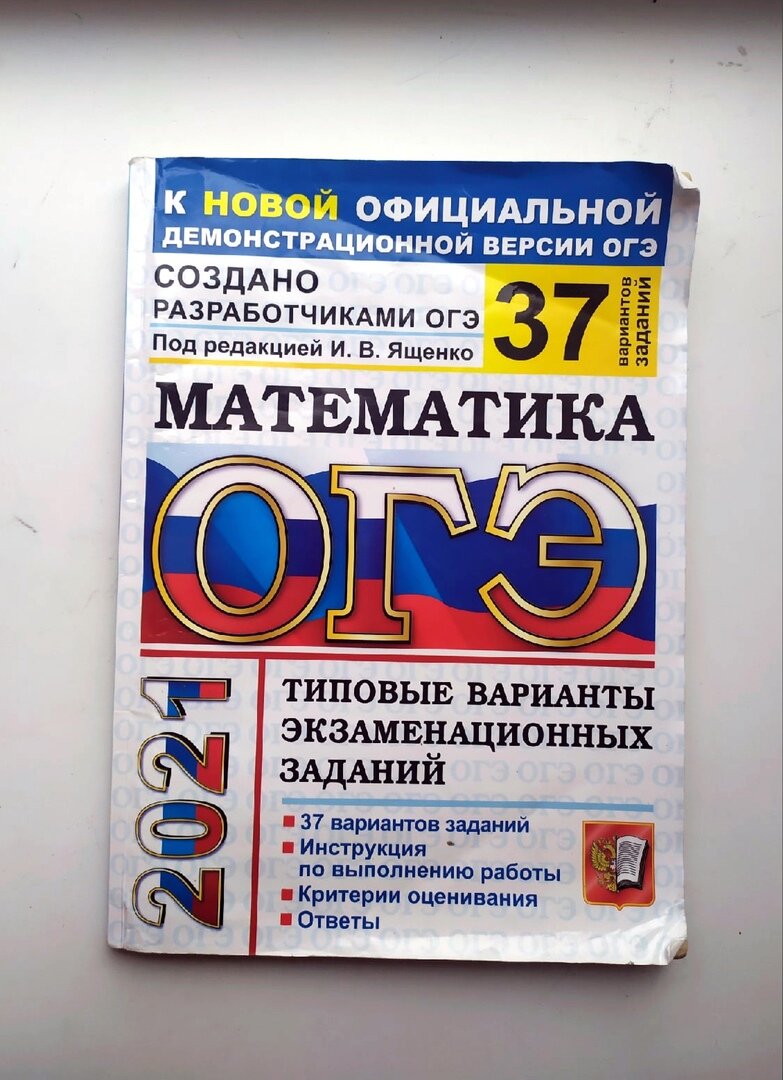 К НОВОЙ ОФИЦИАЛЬНОЙ
ДЕМОНСТРАЦИОННОЙ ВЕРСИИ ОГЭ
СОЗДАНО
РАЗРАБОТЧИКАМИ ОГЭ
Под редакцией И. В. Ященко
37
вариантов
заданий
МАТЕМАТИКА
ОГЭ
2021
ТИПОВЫЕ ВАРИАНТЫ
ЭКЗАМЕНАЦИОННЫХ
ЗАДАНИЙ
37 вариантов заданий
Инструкция
по выполнению работы
Критерии оценивания
Ответы